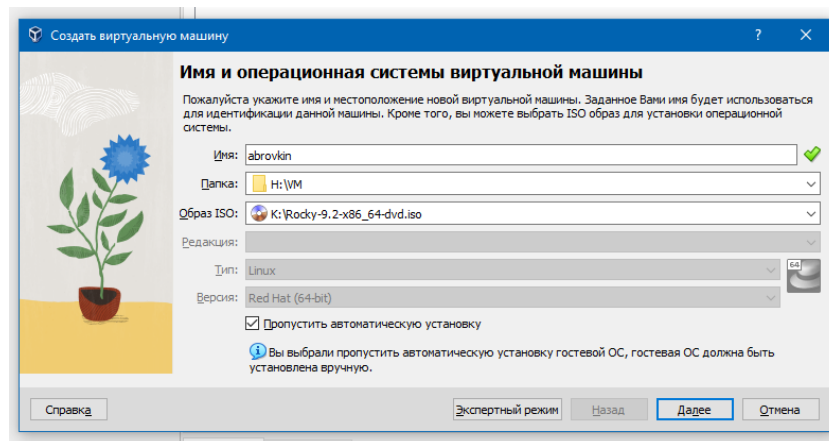 Создать виртуальную машину
?
Имя и операционная системы виртуальной машины
Пожалуйста укажите имя и местоположение новой виртуальной машины. Заданное Вами имя будет использоваться
для идентификации данной машины. Кроме того, вы можете выбрать ISO образ для установки операционной
системы.
Имя: abrovkin
Папка: H:\VM
Образ ISO: K:\Rocky-9.2-x86_64-dvd.iso
Редакция:
Тип: Linux
64
Версия: Red Hat (64-bit)
Пропустить автоматическую установку
Вы выбрали пропустить автоматическую установку гостевой ОС, гостевая ОС должна быть
установлена вручную.
Справка Экспертный режим Назад Далее Отмена